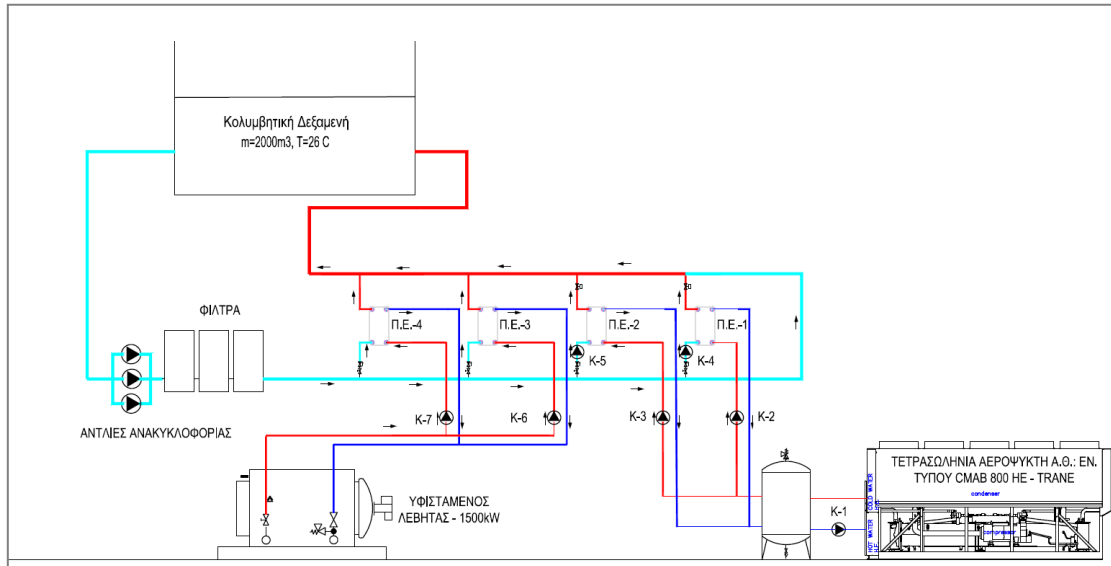 Κολυμβητική Δεξαμενή
m=2000m3, T=26 C
ΦΙΛΤΡΑ
Π.Ε.-4
Π.Ε.-3
Π.Ε.-2
Π.Ε.-1
K-5
K-4
ΑΝΤΛΙΕΣ ΑΝΑΚΥΚΛΟΦΟΡΙΑΣ
K-7
K-6
K-3
K-2
ΥΦΙΣΤΑΜΕΝΟΣ
ΛΕΒΗΤΑΣ - 1500kW
K-1
ΤΕΤΡΑΣΩΛΗΝΙΑ ΑΕΡΟΨΥΚΤΗ Α.Θ.: ΕΝ.
ΤΥΠΟΥ CMAB 800 HE - TRANE
condenser
compressor
COLD WATER
HOT WATER
H.F.